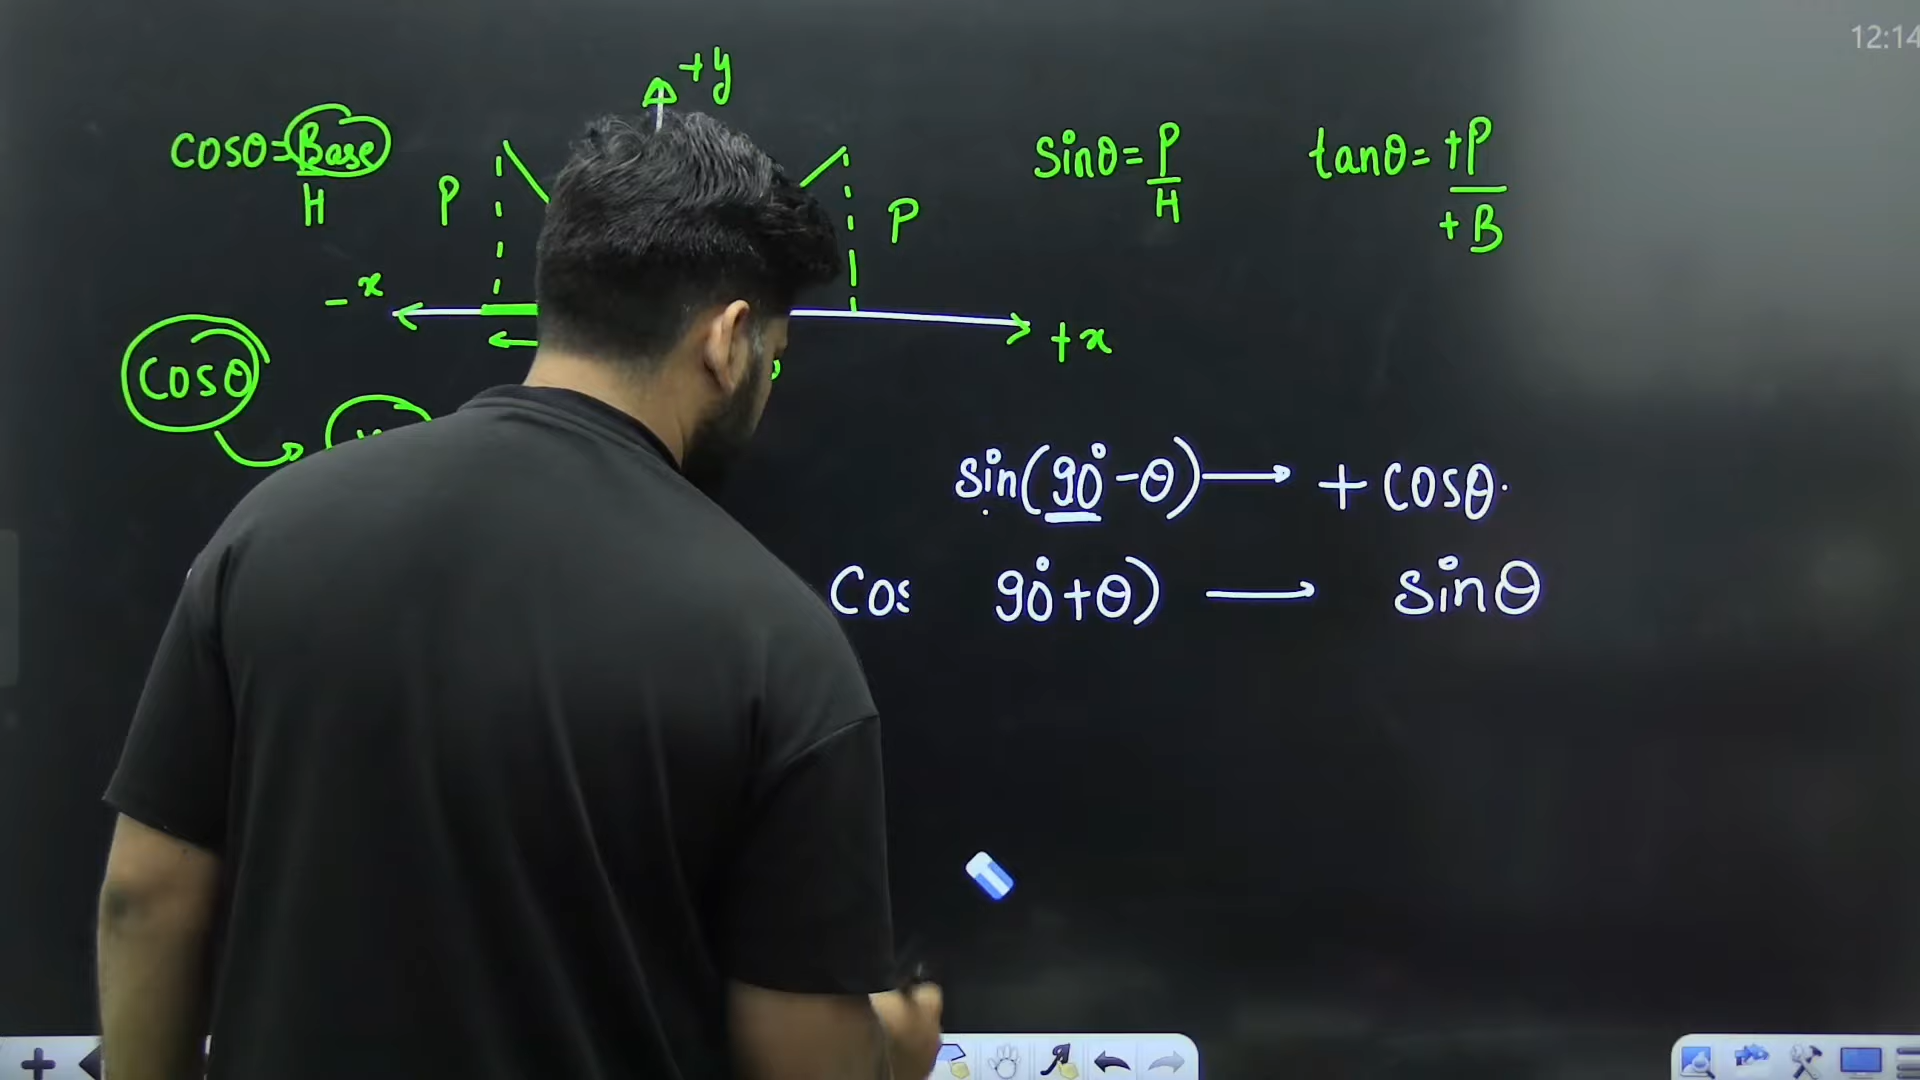 12:14
+y
cosθ = Base / H
P
P
sinθ = P / H
tanθ = +P / +B
-x
+x
cosθ
sin(90° - θ) → + cosθ.
cos 90° + θ) → sinθ